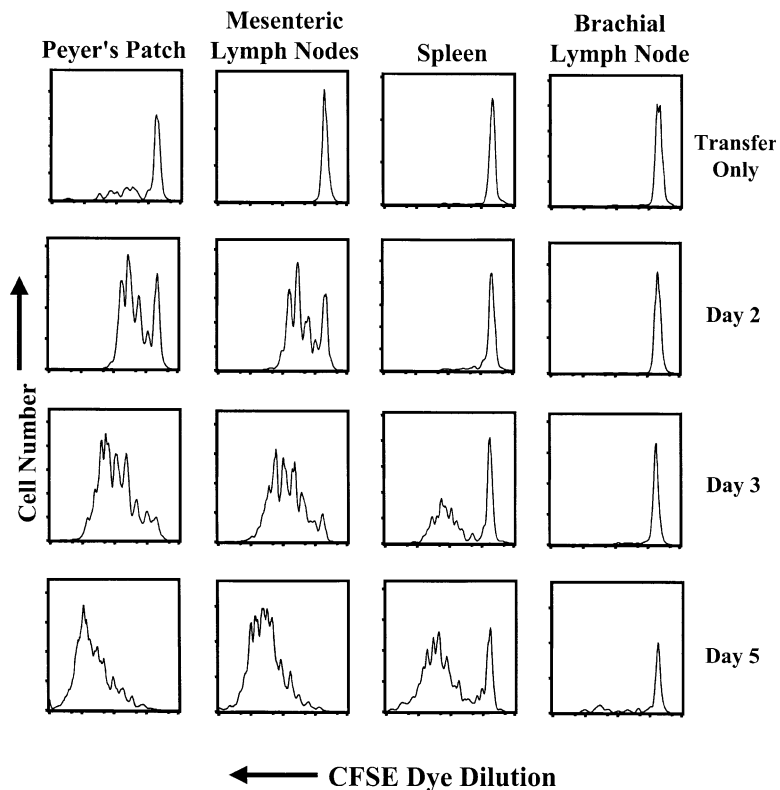 Peyer's Patch
Mesenteric
Lymph Nodes
Spleen
Brachial
Lymph Node
Transfer
Only
Day 2
Day 3
Day 5
Cell Number
CFSE Dye Dilution